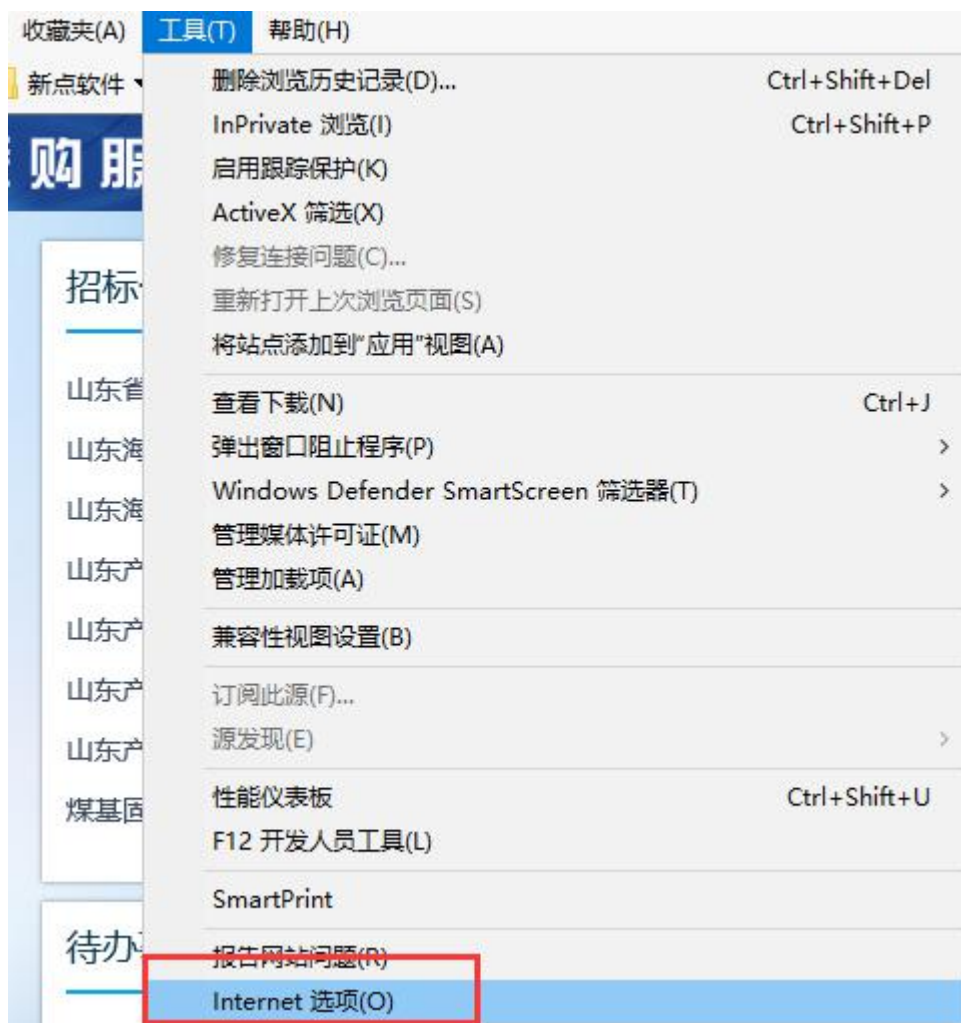 收藏夹(A) 工具(T) 帮助(H)
新点软件
购服
删除浏览历史记录(D)... Ctrl+Shift+Del
InPrivate 浏览(I) Ctrl+Shift+P
启用跟踪保护(K)
ActiveX 筛选(X)
修复连接问题(C)...
重新打开上次浏览页面(S)
将站点添加到“应用”视图(A)
查看下载(N) Ctrl+J
弹出窗口阻止程序(P)
Windows Defender SmartScreen 筛选器(T)
管理媒体许可证(M)
管理加载项(A)
兼容性视图设置(B)
订阅此源(F)...
源发现(E)
性能仪表板 Ctrl+Shift+U
F12 开发人员工具(L)
SmartPrint
报告网站问题(R)
Internet 选项(O)
招标
山东省
山东海
山东海
山东产
山东产
山东产
山东产
煤基固
待办